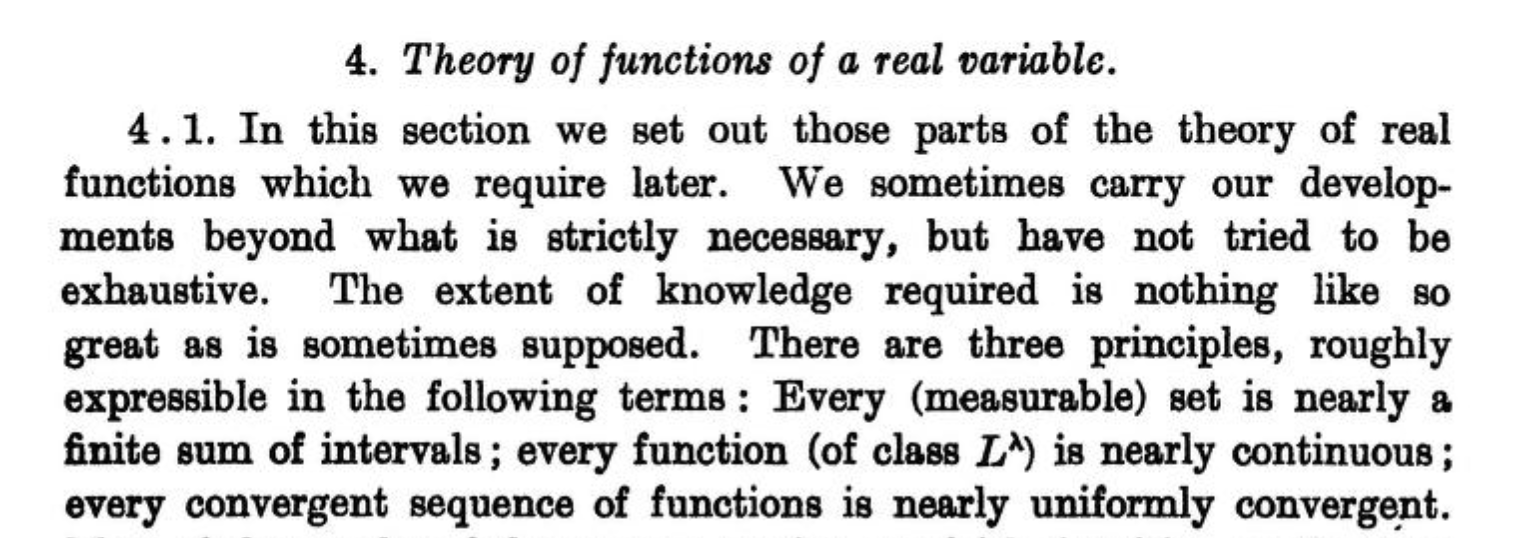 4. Theory of functions of a real variable.
4.1. In this section we set out those parts of the theory of real
functions which we require later. We sometimes carry our develop-
ments beyond what is strictly necessary, but have not tried to be
exhaustive. The extent of knowledge required is nothing like so
great as is sometimes supposed. There are three principles, roughly
expressible in the following terms: Every (measurable) set is nearly a
finite sum of intervals; every function (of class L^λ) is nearly continuous;
every convergent sequence of functions is nearly uniformly convergent.